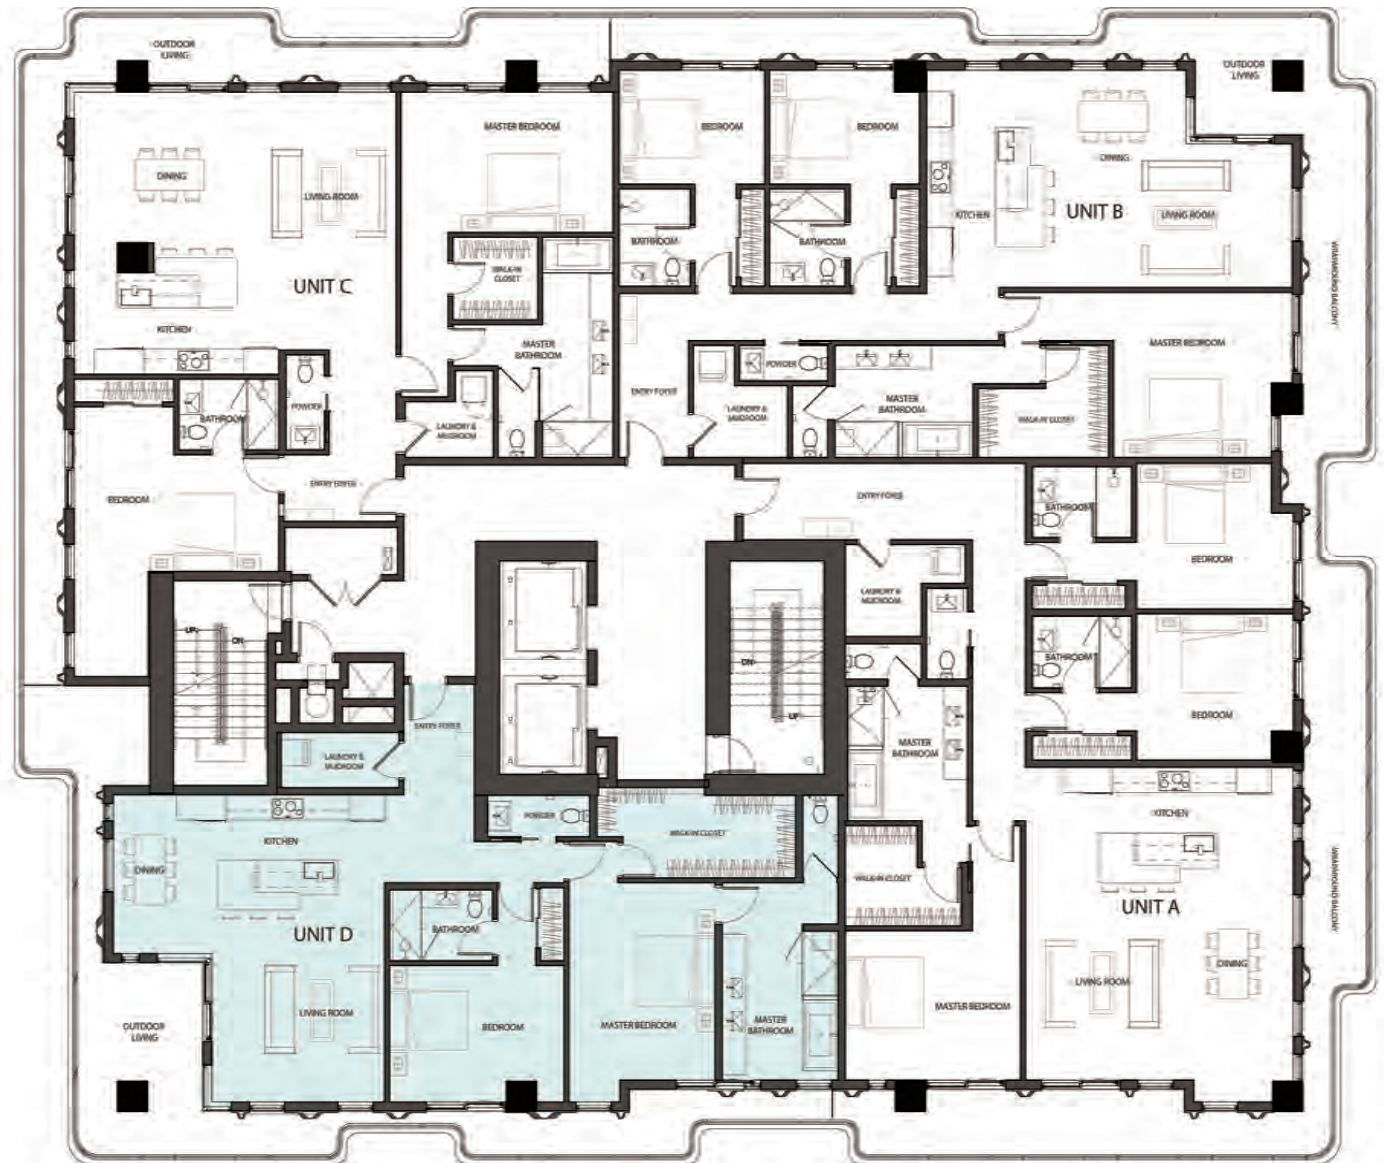 OUTDOOR
LIVING
OUTDOOR
LIVING
MASTER BEDROOM
BEDROOM
BEDROOM
DINING
DINING
LIVING ROOM
KITCHEN
UNIT B
LIVING ROOM
BATHROOM
BATHROOM
WALK-IN
CLOSET
UNIT C
WRAPAROUND BALCONY
KITCHEN
MASTER
BATHROOM
POWDER
MASTER BEDROOM
ENTRY FOYER
POWDER
BATHROOM
LAUNDRY &
MUDROOM
LAUNDRY &
MUDROOM
MASTER
BATHROOM
WALK-IN CLOSET
BEDROOM
ENTRY FOYER
ENTRY FOYER
BATHROOM
BEDROOM
LAUNDRY &
MUDROOM
UP
DN
DN
UP
BATHROOM
BEDROOM
ENTRY FOYER
LAUNDRY &
MUDROOM
MASTER
BATHROOM
KITCHEN
POWDER
WALK-IN CLOSET
KITCHEN
DINING
WALK-IN CLOSET
UNIT A
WRAPAROUND BALCONY
UNIT D
BATHROOM
DINING
LIVING ROOM
LIVING ROOM
MASTER BEDROOM
OUTDOOR
LIVING
BEDROOM
MASTER BEDROOM
MASTER
BATHROOM